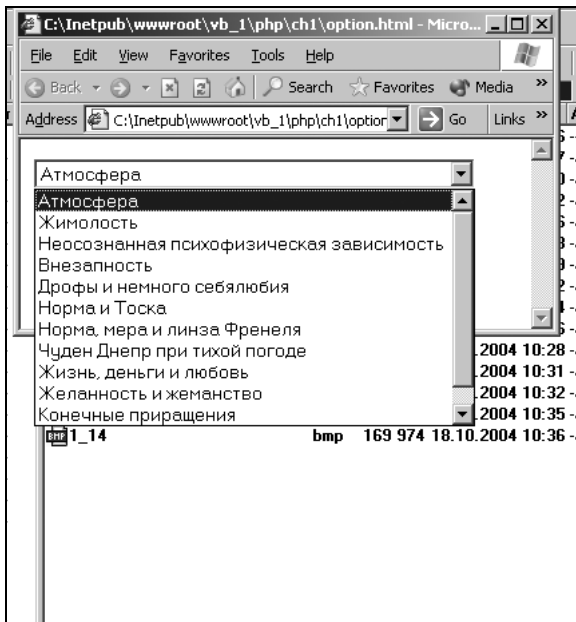 C:\Inetpub\wwwroot\vb_1\php\ch1\option.html - Micro...
File Edit View Favorites Tools Help
Back Search Favorites Media »
Address C:\Inetpub\wwwroot\vb_1\php\ch1\option Go Links »
Атмосфера
Атмосфера
Жимолость
Неосознанная психофизическая зависимость
Внезапность
Дрофы и немного себялюбия
Норма и Тоска
Норма, мера и линза Френеля
Чуден Днепр при тихой погоде .2004 10:28 -
Жизнь, деньги и любовь .2004 10:31 -
Желанность и жеманство .2004 10:32 -
Конечные приращения .2004 10:35 -
1_14 bmp 169 974 18.10.2004 10:36 -